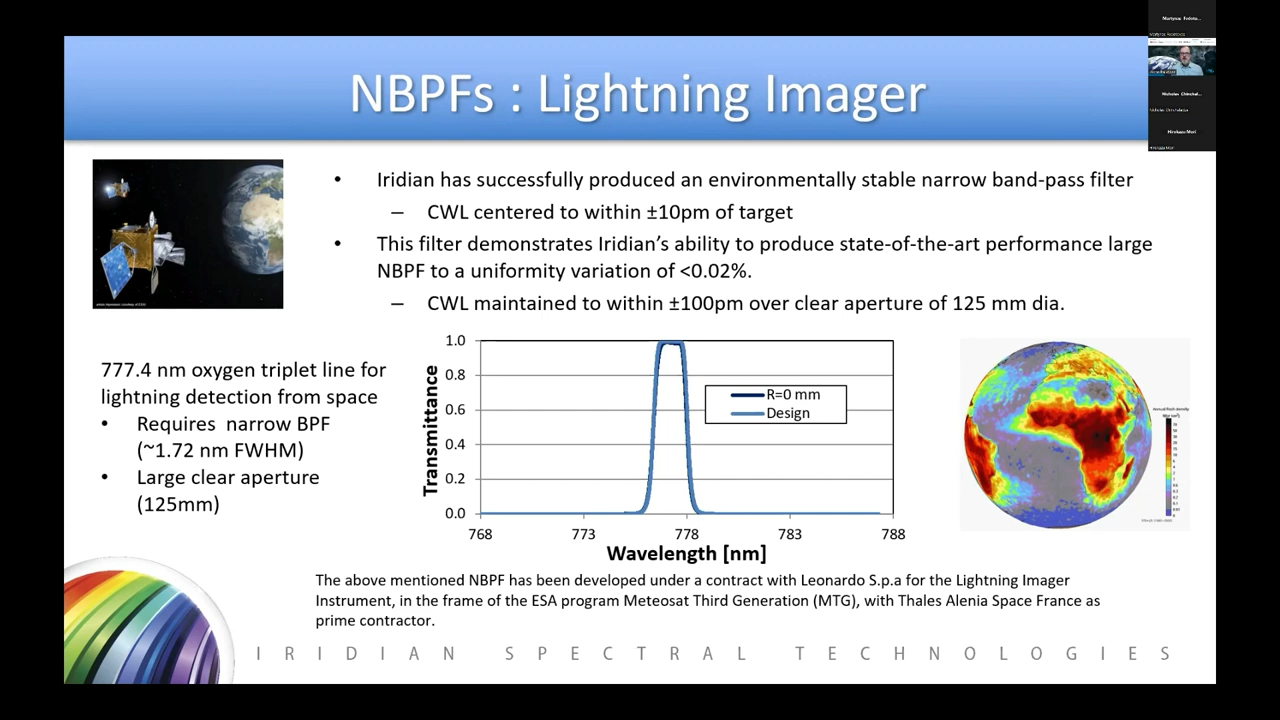 Martynas Fedota...
NBPFs : Lightning Imager
Nicholas Chinchal...
Hirokazu Mori
• Iridian has successfully produced an environmentally stable narrow band-pass filter
– CWL centered to within ±10pm of target
• This filter demonstrates Iridian’s ability to produce state-of-the-art performance large
NBPF to a uniformity variation of <0.02%.
– CWL maintained to within ±100pm over clear aperture of 125 mm dia.
777.4 nm oxygen triplet line for
lightning detection from space
• Requires narrow BPF
(~1.72 nm FWHM)
• Large clear aperture
(125mm)
Transmittance
1.0
0.8
0.6
0.4
0.2
0.0
R=0 mm
Design
768 773 778 783 788
Wavelength [nm]
The above mentioned NBPF has been developed under a contract with Leonardo S.p.a for the Lightning Imager
Instrument, in the frame of the ESA program Meteosat Third Generation (MTG), with Thales Alenia Space France as
prime contractor.
IRIDIAN SPECTRAL TECHNOLOGIES